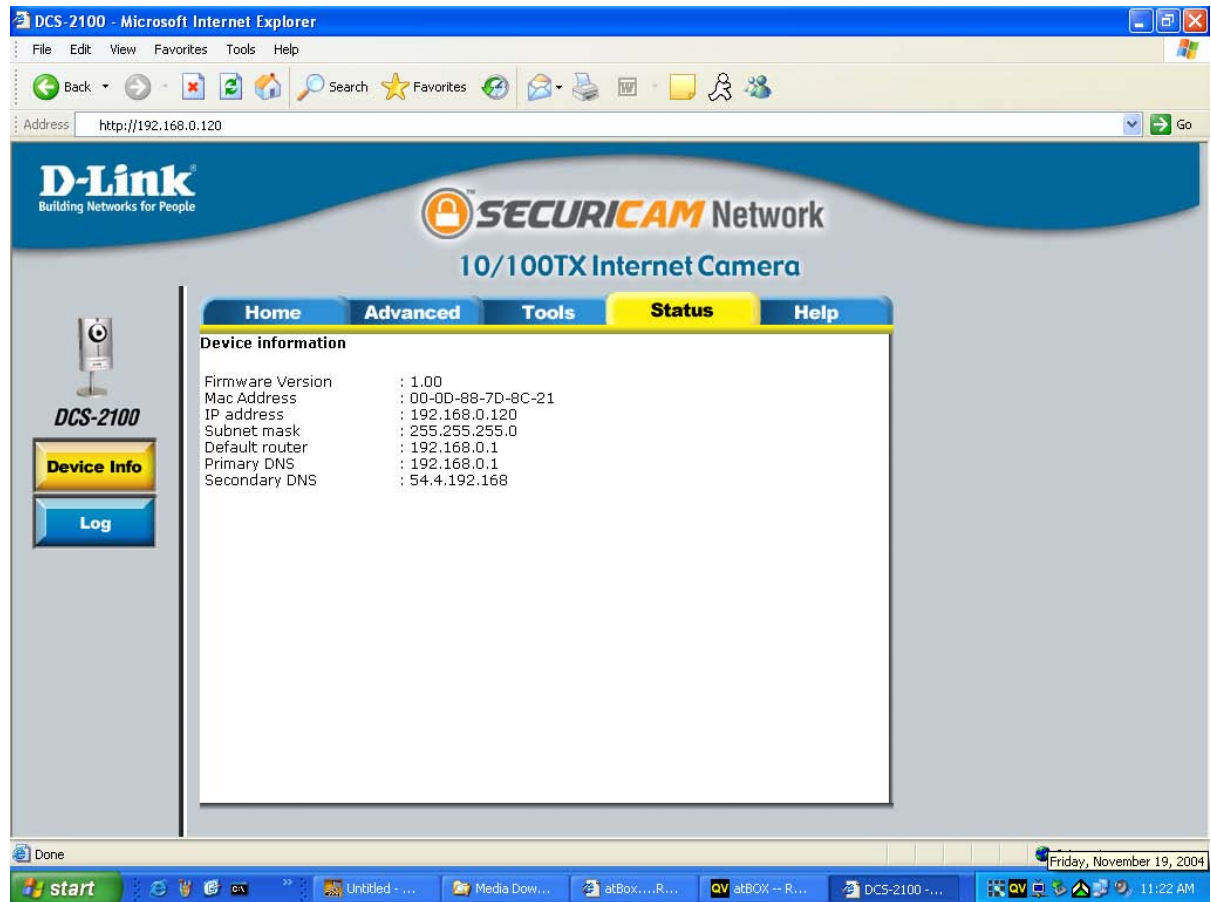 DCS-2100 - Microsoft Internet Explorer
File Edit View Favorites Tools Help
Back Search Favorites
Address http://192.168.0.120 Go
D-Link
Building Networks for People
SECURICAM Network
10/100TX Internet Camera
Home Advanced Tools Status Help
DCS-2100
Device Info
Log
Device information
Firmware Version : 1.00
Mac Address : 00-0D-88-7D-8C-21
IP address : 192.168.0.120
Subnet mask : 255.255.255.0
Default router : 192.168.0.1
Primary DNS : 192.168.0.1
Secondary DNS : 54.4.192.168
Done
Friday, November 19, 2004
start Untitled - ... Media Dow... atBox....R... QV atBOX -- R... DCS-2100 -... QV 11:22 AM